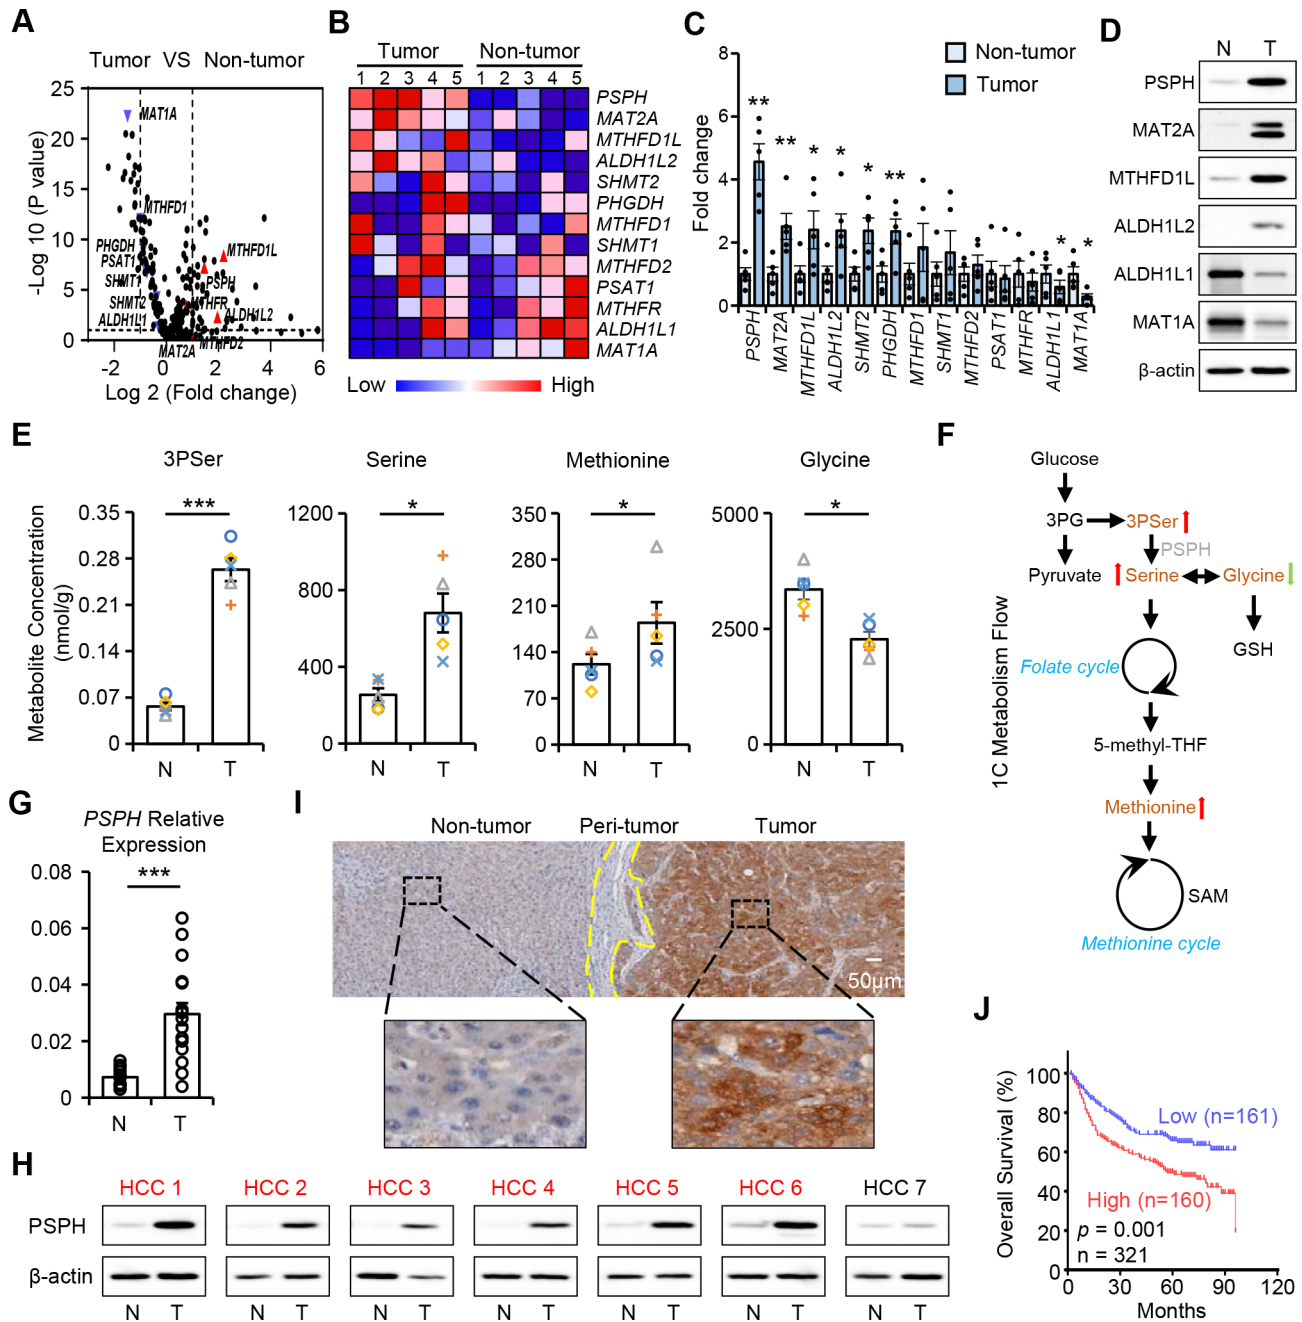 A
Tumor VS Non-tumor
25
20
15
10
5
0
-Log 10 (P value)
-2
0
2
4
6
Log 2 (Fold change)
MAT1A
MTHFD1
PHGDH
PSAT1
SHMT1
SHMT2
ALDH1L1
MAT2A
MTHFD1L
PSPH
MTHFR
ALDH1L2
MTHFD2
B
Tumor Non-tumor
1 2 3 4 5 1 2 3 4 5
PSPH
MAT2A
MTHFD1L
ALDH1L2
SHMT2
PHGDH
MTHFD1
SHMT1
MTHFD2
PSAT1
MTHFR
ALDH1L1
MAT1A
Low High
C
Non-tumor
Tumor
8
6
4
2
0
Fold change
** ** * * * ** * *
PSPH
MAT2A
MTHFD1L
ALDH1L2
SHMT2
PHGDH
MTHFD1
SHMT1
MTHFD2
PSAT1
MTHFR
ALDH1L1
MAT1A
D
N T
PSPH
MAT2A
MTHFD1L
ALDH1L2
ALDH1L1
MAT1A
β-actin
E
Metabolite Concentration
(nmol/g)
3PSer
***
0.35
0.28
0.21
0.14
0.07
0
N T
Serine
*
1200
800
400
0
N T
Methionine
*
350
280
210
140
70
0
N T
Glycine
*
5000
2500
0
N T
F
1C Metabolism Flow
Glucose
3PG 3PSer
PSPH
Pyruvate Serine Glycine
GSH
Folate cycle
5-methyl-THF
Methionine
SAM
Methionine cycle
G
PSPH Relative
Expression
***
0.08
0.06
0.04
0.02
0
N T
H
HCC 1 HCC 2 HCC 3 HCC 4 HCC 5 HCC 6 HCC 7
PSPH
β-actin
N T N T N T N T N T N T N T
I
Non-tumor Peri-tumor Tumor
50μm
J
Overall Survival (%)
100
80
60
40
20
0
Low (n=161)
High (n=160)
p = 0.001
n = 321
0 30 60 90 120
Months